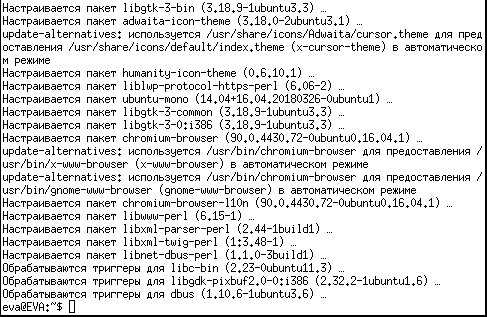 Настраивается пакет libgtk-3-bin (3.18.9-1ubuntu3.3) …
Настраивается пакет adwaita-icon-theme (3.18.0-2ubuntu3.1) …
update-alternatives: используется /usr/share/icons/Adwaita/cursor.theme для пред
оставления /usr/share/icons/default/index.theme (x-cursor-theme) в автоматическо
м режиме
Настраивается пакет humanity-icon-theme (0.6.10.1) …
Настраивается пакет liblwp-protocol-https-perl (6.06-2) …
Настраивается пакет ubuntu-mono (14.04+16.04.20180326-0ubuntu1) …
Настраивается пакет libgtk-3-common (3.18.9-1ubuntu3.3) …
Настраивается пакет libgtk-3-0:i386 (3.18.9-1ubuntu3.3) …
Настраивается пакет chromium-browser (90.0.4430.72-0ubuntu0.16.04.1) …
update-alternatives: используется /usr/bin/chromium-browser для предоставления /
usr/bin/x-www-browser (x-www-browser) в автоматическом режиме
update-alternatives: используется /usr/bin/chromium-browser для предоставления /
usr/bin/gnome-www-browser (gnome-www-browser) в автоматическом режиме
Настраивается пакет chromium-browser-l10n (90.0.4430.72-0ubuntu0.16.04.1) …
Настраивается пакет libwww-perl (6.15-1) …
Настраивается пакет libxml-parser-perl (2.44-1build1) …
Настраивается пакет libxml-twig-perl (1:3.48-1) …
Настраивается пакет libnet-dbus-perl (1.1.0-3build1) …
Обрабатываются триггеры для libc-bin (2.23-0ubuntu11.3) …
Обрабатываются триггеры для libgdk-pixbuf2.0-0:i386 (2.32.2-1ubuntu1.6) …
Обрабатываются триггеры для dbus (1.10.6-1ubuntu3.6) …
eva@EVA:~$